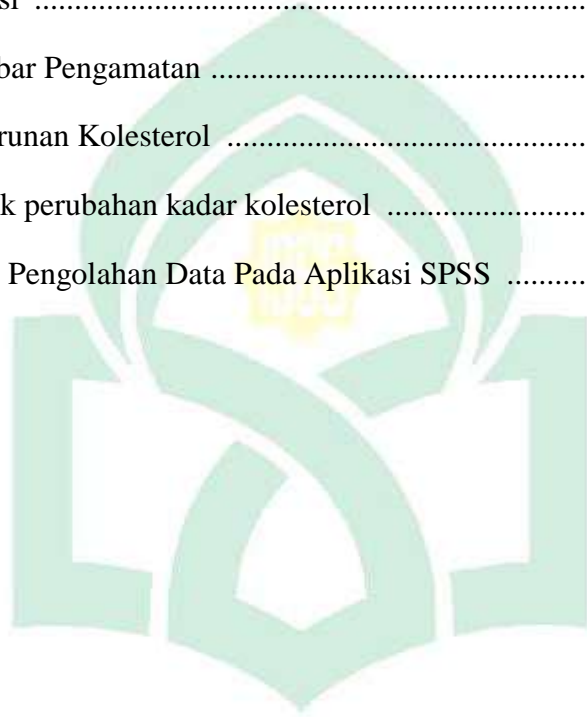 si ................................................................................
bar Pengamatan ......................................................
runan Kolesterol ....................................................
k perubahan kadar kolesterol ...........................
Pengolahan Data Pada Aplikasi SPSS ...........